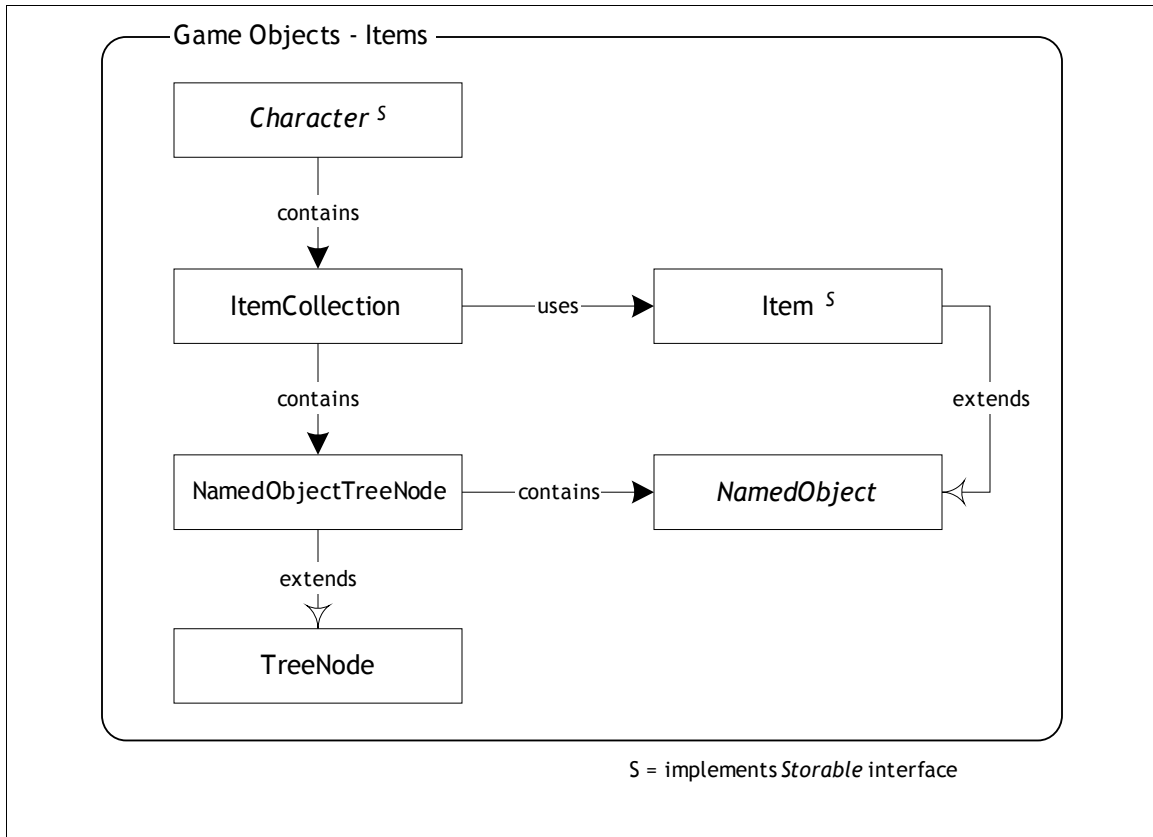 Game Objects - Items
Character S
contains
ItemCollection
uses
Item S
contains
extends
NamedObjectTreeNode
contains
NamedObject
extends
TreeNode
S = implements Storable interface